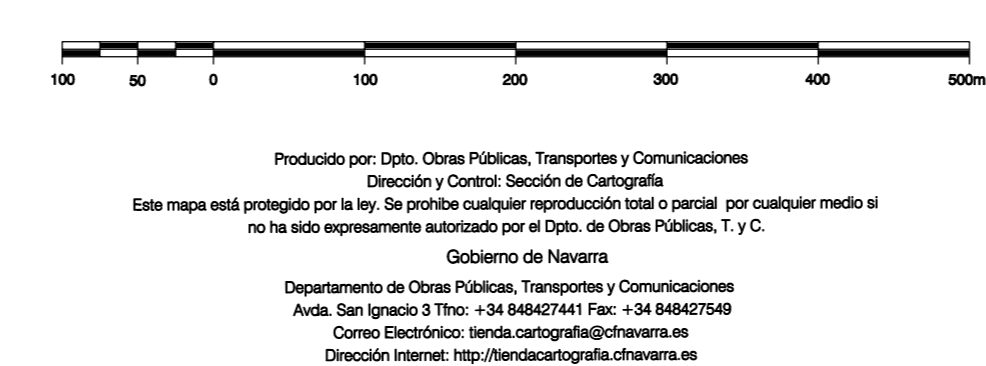 100 50 0 100 200 300 400 500m
Producido por: Dpto. Obras Públicas, Transportes y Comunicaciones
Dirección y Control: Sección de Cartografía
Este mapa está protegido por la ley. Se prohibe cualquier reproducción total o parcial por cualquier medio si
no ha sido expresamente autorizado por el Dpto. de Obras Públicas, T. y C.
Gobierno de Navarra
Departamento de Obras Públicas, Transportes y Comunicaciones
Avda. San Ignacio 3 Tfno: +34 848427441 Fax: +34 848427549
Correo Electrónico: tienda.cartografia@cfnavarra.es
Dirección Internet: http://tiendacartografia.cfnavarra.es